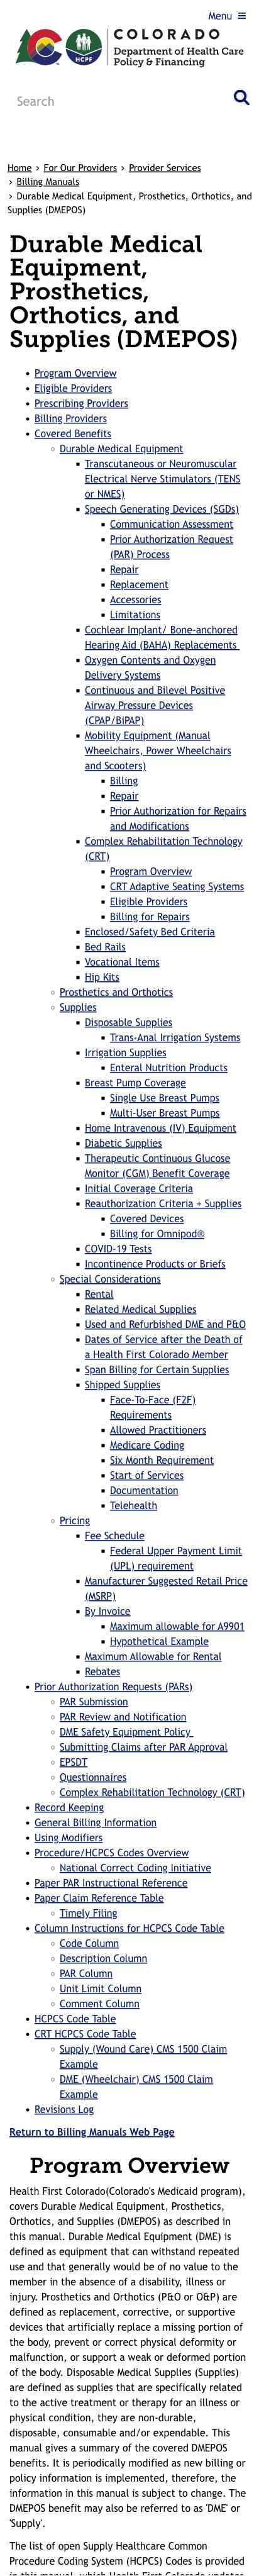 Menu
COLORADO
Department of Health Care
Policy & Financing
HCPF
Search
Home › For Our Providers › Provider Services
› Billing Manuals
› Durable Medical Equipment, Prosthetics, Orthotics, and
Supplies (DMEPOS)
Durable Medical
Equipment,
Prosthetics,
Orthotics, and
Supplies (DMEPOS)
Program Overview
Eligible Providers
Prescribing Providers
Billing Providers
Covered Benefits
Durable Medical Equipment
Transcutaneous or Neuromuscular
Electrical Nerve Stimulators (TENS
or NMES)
Speech Generating Devices (SGDs)
Communication Assessment
Prior Authorization Request
(PAR) Process
Repair
Replacement
Accessories
Limitations
Cochlear Implant/ Bone-anchored
Hearing Aid (BAHA) Replacements
Oxygen Contents and Oxygen
Delivery Systems
Continuous and Bilevel Positive
Airway Pressure Devices
(CPAP/BiPAP)
Mobility Equipment (Manual
Wheelchairs, Power Wheelchairs
and Scooters)
Billing
Repair
Prior Authorization for Repairs
and Modifications
Complex Rehabilitation Technology
(CRT)
Program Overview
CRT Adaptive Seating Systems
Eligible Providers
Billing for Repairs
Enclosed/Safety Bed Criteria
Bed Rails
Vocational Items
Hip Kits
Prosthetics and Orthotics
Supplies
Disposable Supplies
Trans-Anal Irrigation Systems
Irrigation Supplies
Enteral Nutrition Products
Breast Pump Coverage
Single Use Breast Pumps
Multi-User Breast Pumps
Home Intravenous (IV) Equipment
Diabetic Supplies
Therapeutic Continuous Glucose
Monitor (CGM) Benefit Coverage
Initial Coverage Criteria
Reauthorization Criteria + Supplies
Covered Devices
Billing for Omnipod®
COVID-19 Tests
Incontinence Products or Briefs
Special Considerations
Rental
Related Medical Supplies
Used and Refurbished DME and P&O
Dates of Service after the Death of
a Health First Colorado Member
Span Billing for Certain Supplies
Shipped Supplies
Face-To-Face (F2F)
Requirements
Allowed Practitioners
Medicare Coding
Six Month Requirement
Start of Services
Documentation
Telehealth
Pricing
Fee Schedule
Federal Upper Payment Limit
(UPL) requirement
Manufacturer Suggested Retail Price
(MSRP)
By Invoice
Maximum allowable for A9901
Hypothetical Example
Maximum Allowable for Rental
Rebates
Prior Authorization Requests (PARs)
PAR Submission
PAR Review and Notification
DME Safety Equipment Policy
Submitting Claims after PAR Approval
EPSDT
Questionnaires
Complex Rehabilitation Technology (CRT)
Record Keeping
General Billing Information
Using Modifiers
Procedure/HCPCS Codes Overview
National Correct Coding Initiative
Paper PAR Instructional Reference
Paper Claim Reference Table
Timely Filing
Column Instructions for HCPCS Code Table
Code Column
Description Column
PAR Column
Unit Limit Column
Comment Column
HCPCS Code Table
CRT HCPCS Code Table
Supply (Wound Care) CMS 1500 Claim
Example
DME (Wheelchair) CMS 1500 Claim
Example
Revisions Log
Return to Billing Manuals Web Page
Program Overview
Health First Colorado(Colorado's Medicaid program),
covers Durable Medical Equipment, Prosthetics,
Orthotics, and Supplies (DMEPOS) as described in
this manual. Durable Medical Equipment (DME) is
defined as equipment that can withstand repeated
use and that generally would be of no value to the
member in the absence of a disability, illness or
injury. Prosthetics and Orthotics (P&O or O&P) are
defined as replacement, corrective, or supportive
devices that artificially replace a missing portion of
the body, prevent or correct physical deformity or
malfunction, or support a weak or deformed portion
of the body. Disposable Medical Supplies (Supplies)
are defined as supplies that are specifically related
to the active treatment or therapy for an illness or
physical condition, they are non-durable,
disposable, consumable and/or expendable. This
manual gives a summary of the covered DMEPOS
benefits. It is periodically modified as new billing or
policy information is implemented, therefore, the
information in this manual is subject to change. The
DMEPOS benefit may also be referred to as 'DME' or
'Supply'.
The list of open Supply Healthcare Common
Procedure Coding System (HCPCS) Codes is provided